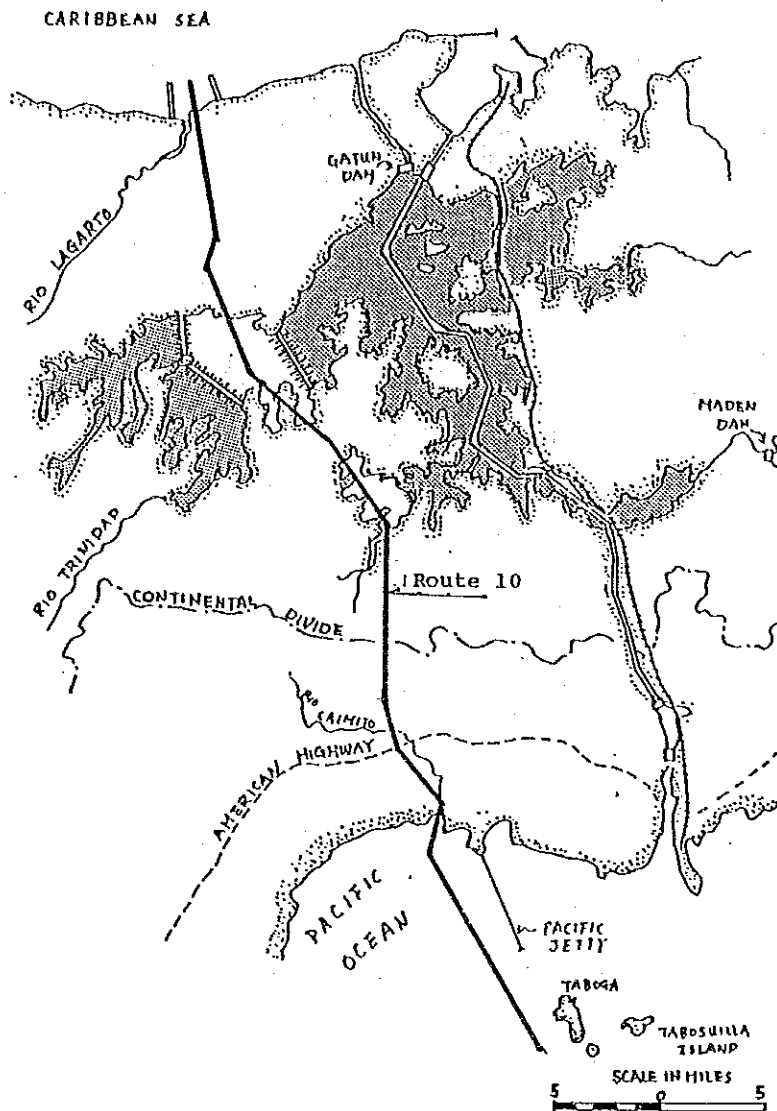 CARIBBEAN SEA
GATUN
DAM
RIO LAGARTO
MADEN
DAM
RIO TRINIDAD
Route 10
CONTINENTAL DIVIDE
RIO CAIMITO
AMERICAN HIGHWAY
PACIFIC
OCEAN
PACIFIC
JETTY
TABOGA
TABOSUILLA
ISLAND
SCALE IN MILES
5 0 5